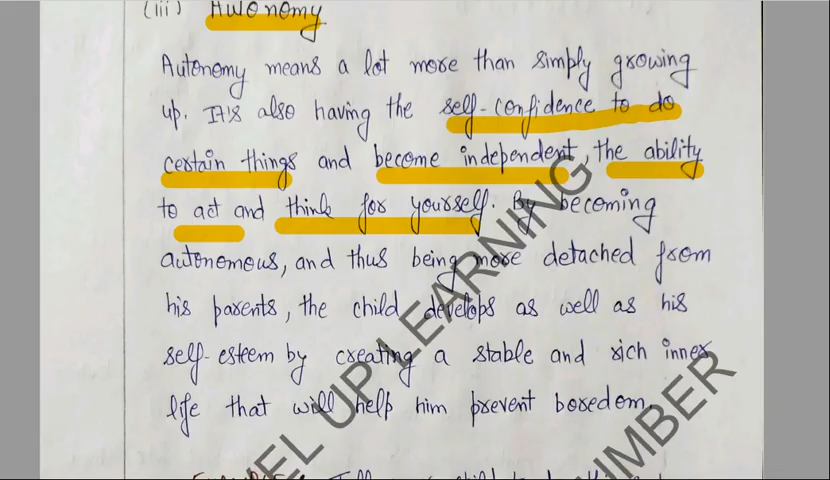 (iii) Autonomy
Autonomy means a lot more than simply growing
up. It's also having the self-confidence to do
certain things and become independent, the ability
to act and think for yourself. By becoming
autonomous, and thus being more detached from
his parents, the child develops as well as his
self-esteem by creating a stable and rich inner
life that will help him prevent boredom.
EL UP LEARNING
UMBER